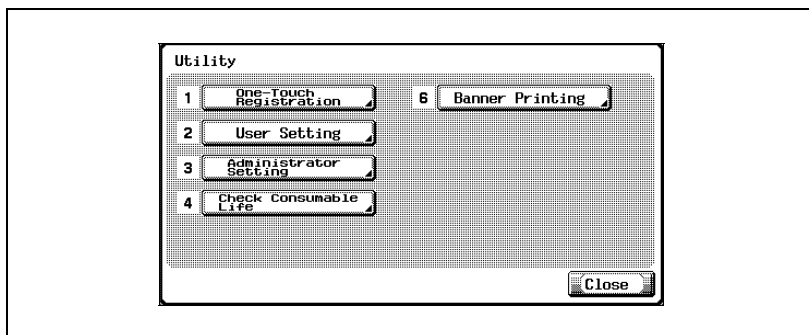 Utility
1 One-Touch
Registration
2 User Setting
3 Administrator
Setting
4 Check Consumable
Life
6 Banner Printing
Close